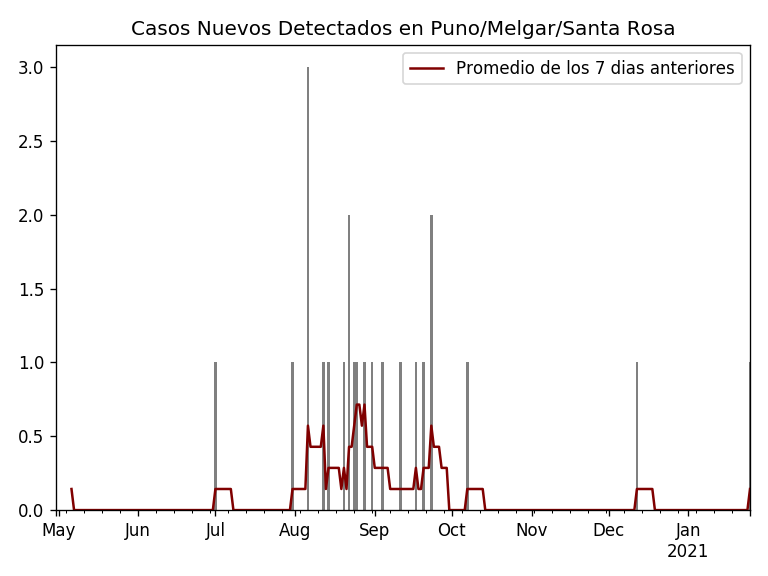 Casos Nuevos Detectados en Puno/Melgar/Santa Rosa
Promedio de los 7 dias anteriores
3.0
2.5
2.0
1.5
1.0
0.5
0.0
May Jun Jul Aug Sep Oct Nov Dec Jan
2021